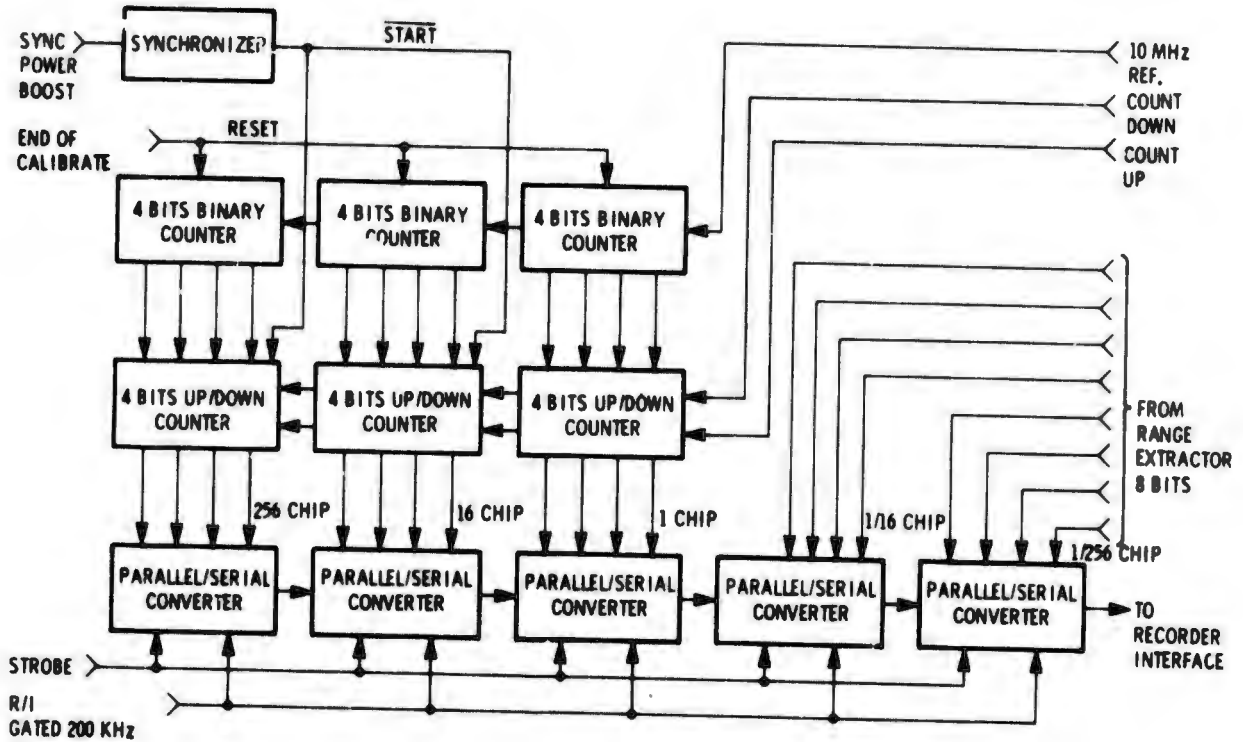 SYNC
POWER
BOOST
SYNCHRONIZER
START
10 MHz
REF.
COUNT
DOWN
COUNT
UP
END OF
CALIBRATE
RESET
4 BITS BINARY
COUNTER
4 BITS BINARY
COUNTER
4 BITS BINARY
COUNTER
4 BITS UP/DOWN
COUNTER
4 BITS UP/DOWN
COUNTER
4 BITS UP/DOWN
COUNTER
FROM
RANGE
EXTRACTOR
8 BITS
256 CHIP
16 CHIP
1 CHIP
1/16 CHIP
1/256 CHIP
PARALLEL/SERIAL
CONVERTER
PARALLEL/SERIAL
CONVERTER
PARALLEL/SERIAL
CONVERTER
PARALLEL/SERIAL
CONVERTER
PARALLEL/SERIAL
CONVERTER
TO
RECORDER
INTERFACE
STROBE
R/I
GATED 200 KHz